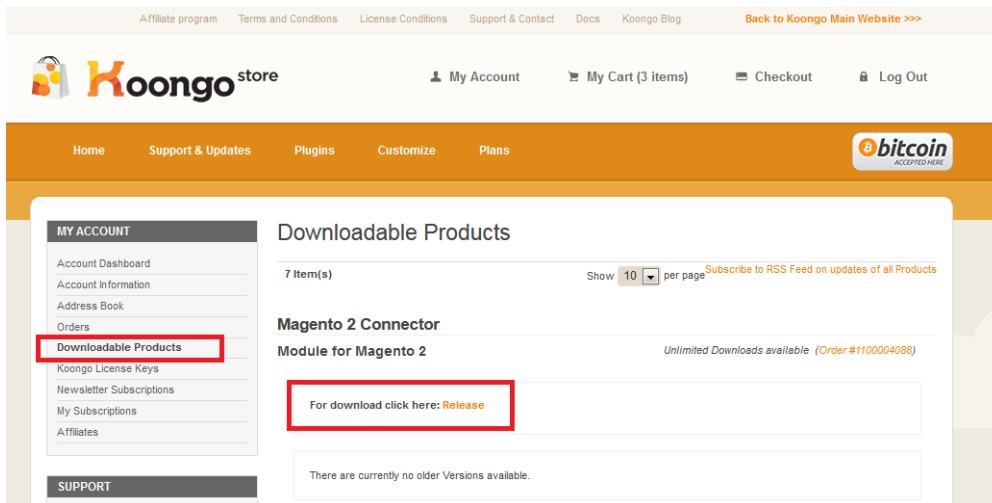 Affiliate program Terms and Conditions License Conditions Support & Contact Docs Koongo Blog Back to Koongo Main Website >>>
Koongo store
My Account My Cart (3 items) Checkout Log Out
Home Support & Updates Plugins Customize Plans
bitcoin
ACCEPTED HERE
MY ACCOUNT
Account Dashboard
Account Information
Address Book
Orders
Downloadable Products
Koongo License Keys
Newsletter Subscriptions
My Subscriptions
Affiliates
SUPPORT
Downloadable Products
7 Item(s) Show 10 per page Subscribe to RSS Feed on updates of all Products
Magento 2 Connector
Module for Magento 2 Unlimited Downloads available (Order #1100004088)
For download click here: Release
There are currently no older Versions available.